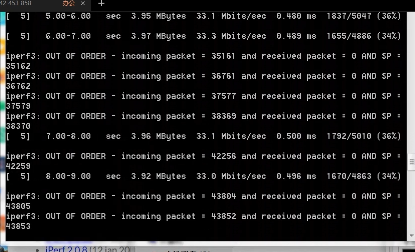 [  5]   5.00-6.00   sec  3.95 MBytes  33.1 Mbits/sec  0.480 ms  1837/5047 (36%)
[  5]   6.00-7.00   sec  3.97 MBytes  33.3 Mbits/sec  0.489 ms  1655/4886 (34%)
iperf3: OUT OF ORDER - incoming packet = 35161 and received packet = 0 AND SP =
35162
iperf3: OUT OF ORDER - incoming packet = 36761 and received packet = 0 AND SP =
36762
iperf3: OUT OF ORDER - incoming packet = 37577 and received packet = 0 AND SP =
37579
iperf3: OUT OF ORDER - incoming packet = 38369 and received packet = 0 AND SP =
38370
[  5]   7.00-8.00   sec  3.96 MBytes  33.1 Mbits/sec  0.500 ms  1792/5010 (36%)
iperf3: OUT OF ORDER - incoming packet = 42256 and received packet = 0 AND SP =
42259
[  5]   8.00-9.00   sec  3.92 MBytes  33.0 Mbits/sec  0.496 ms  1670/4863 (34%)
iperf3: OUT OF ORDER - incoming packet = 43804 and received packet = 0 AND SP =
43805
iperf3: OUT OF ORDER - incoming packet = 43852 and received packet = 0 AND SP =
43853
iPerf 2.0.8 (12 jan 20